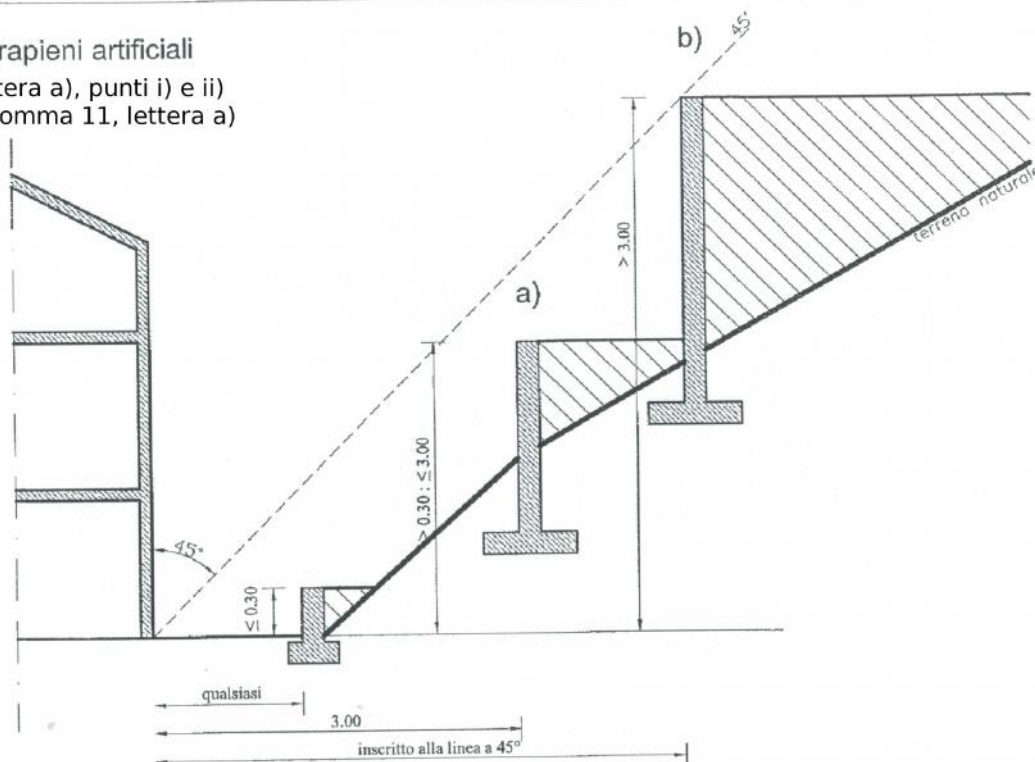 rapieni artificiali
tera a), punti i) e ii)
omma 11, lettera a)
b)
45°
> 3.00
terreno naturale
a)
> 0.30 : ≤ 3.00
45°
≤ 0.30
qualsiasi
3.00
inscritto alla linea a 45°